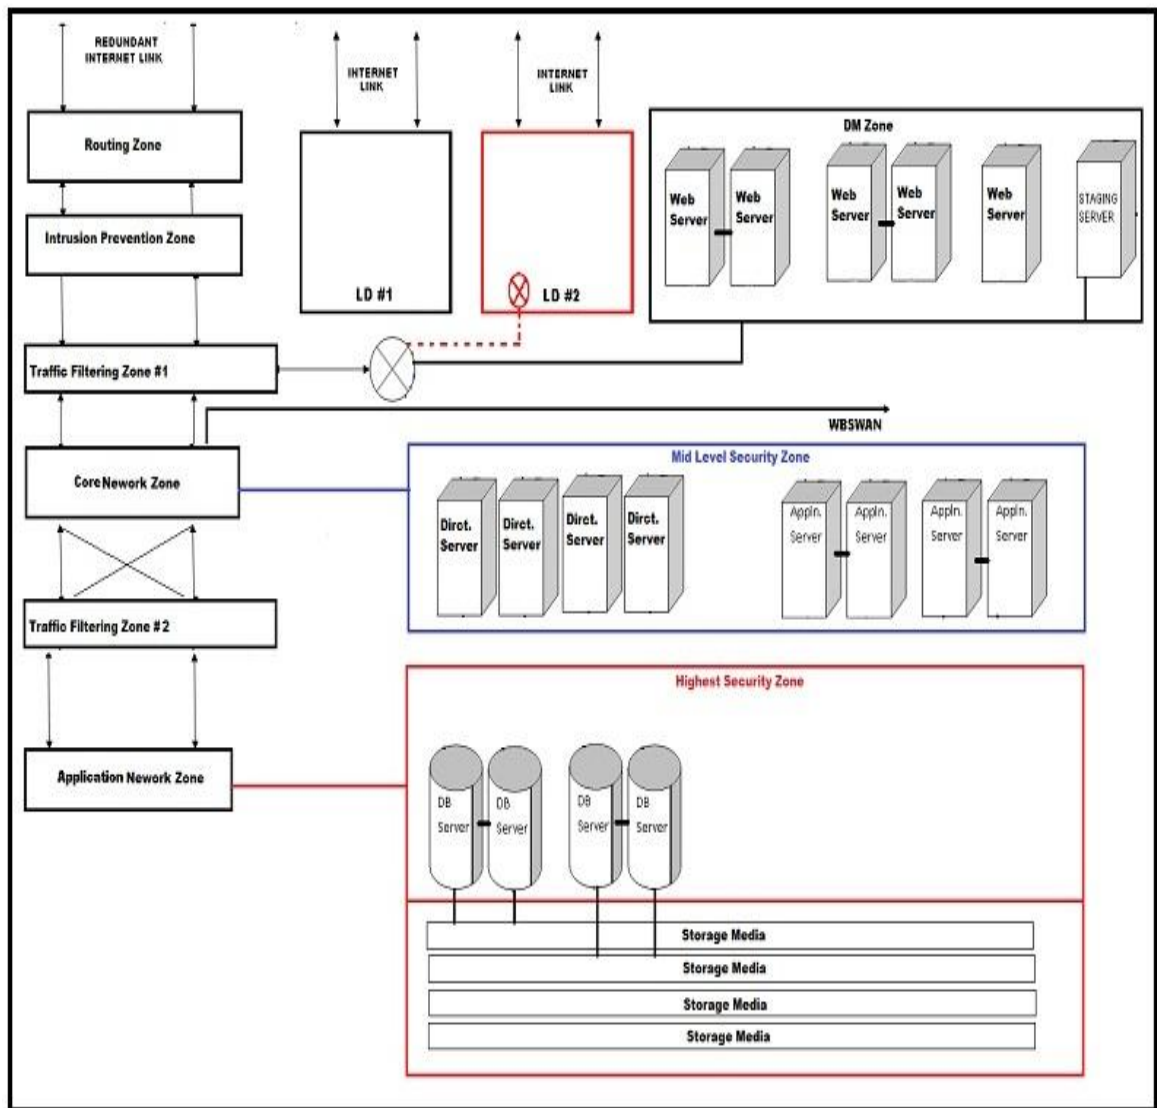 REDUNDANT
INTERNET LINK
INTERNET
LINK
INTERNET
LINK
Routing Zone
Intrusion Prevention Zone
LD #1
LD #2
DM Zone
Web
Server
Web
Server
Web
Server
Web
Server
Web
Server
STAGING
SERVER
Traffic Filtering Zone #1
WBSWAN
Core Nework Zone
Mid Level Security Zone
Dirct.
Server
Dirct.
Server
Dirct.
Server
Dirct.
Server
Appln.
Server
Appln.
Server
Appln.
Server
Appln.
Server
Traffic Filtering Zone #2
Highest Security Zone
Application Nework Zone
DB
Server
DB
Server
DB
Server
DB
Server
Storage Media
Storage Media
Storage Media
Storage Media